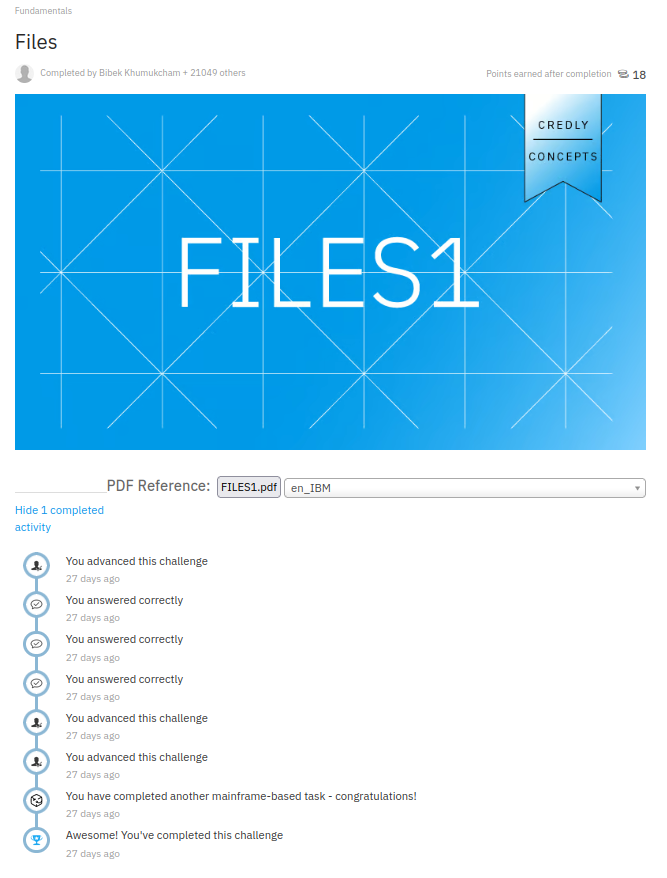 Fundamentals
Files
Completed by Bibek Khumukcham + 21049 others
Points earned after completion 18
CREDLY
CONCEPTS
FILES1
PDF Reference: FILES1.pdf en_IBM
Hide 1 completed
activity
You advanced this challenge
27 days ago
You answered correctly
27 days ago
You answered correctly
27 days ago
You answered correctly
27 days ago
You advanced this challenge
27 days ago
You advanced this challenge
27 days ago
You have completed another mainframe-based task - congratulations!
27 days ago
Awesome! You've completed this challenge
27 days ago